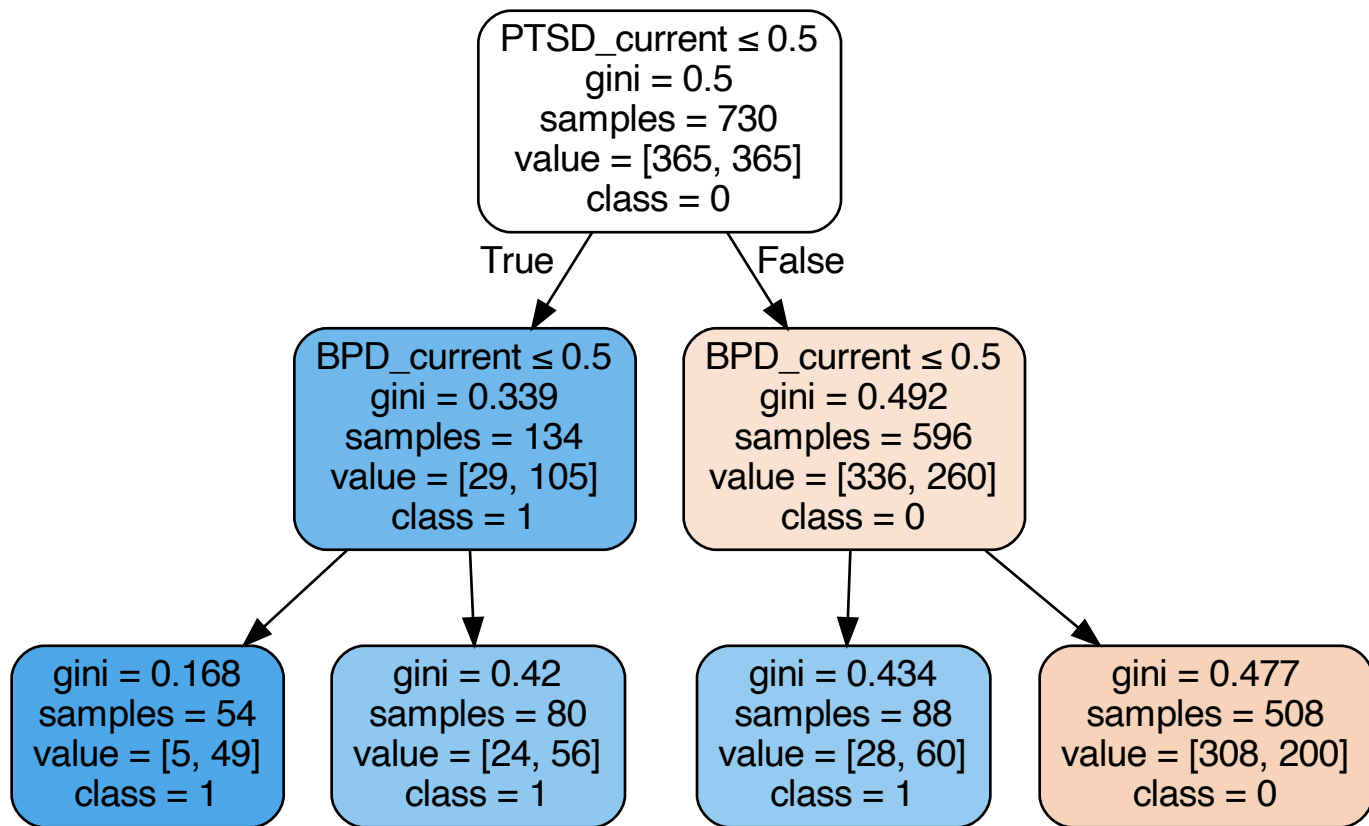 PTSD_current ≤ 0.5
gini = 0.5
samples = 730
value = [365, 365]
class = 0
True
False
BPD_current ≤ 0.5
gini = 0.339
samples = 134
value = [29, 105]
class = 1
BPD_current ≤ 0.5
gini = 0.492
samples = 596
value = [336, 260]
class = 0
gini = 0.168
samples = 54
value = [5, 49]
class = 1
gini = 0.42
samples = 80
value = [24, 56]
class = 1
gini = 0.434
samples = 88
value = [28, 60]
class = 1
gini = 0.477
samples = 508
value = [308, 200]
class = 0